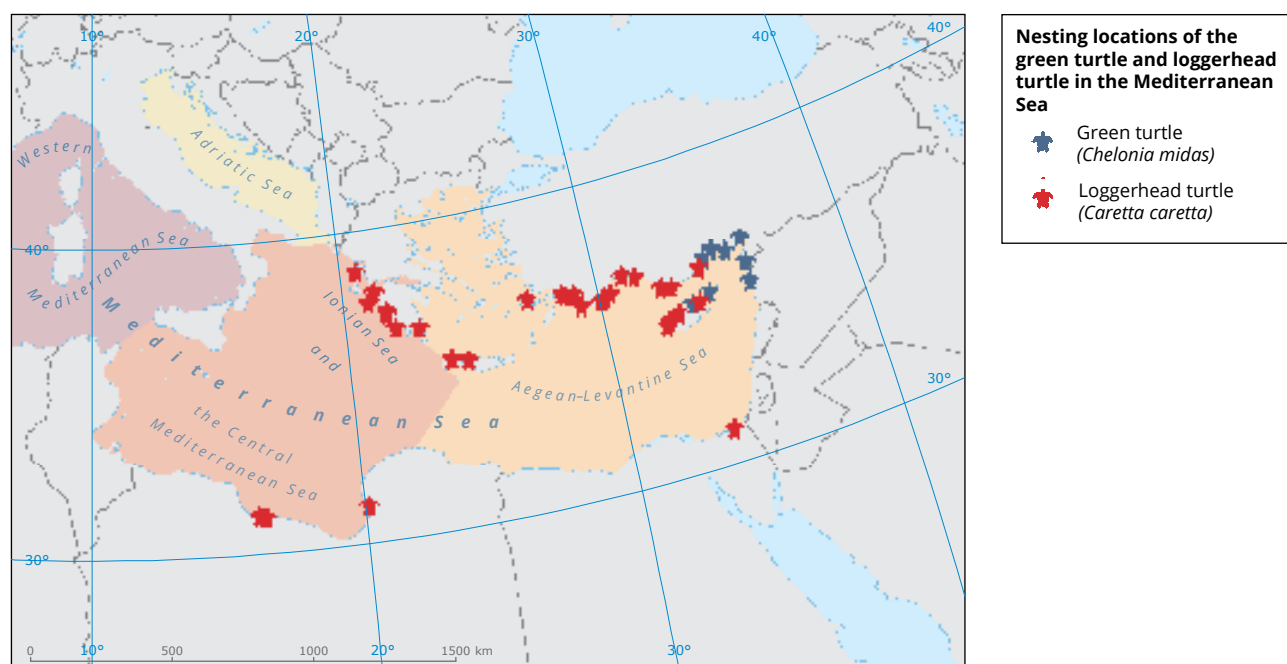 10°
20°
30°
40°
40°
Western
Mediterranean Sea
Adriatic Sea
40°
Ionian Sea
and
the Central
Mediterranean Sea
Mediterranean Sea
Aegean-Levantine Sea
30°
30°
0
500
1000
1500 km
10°
20°
30°
Nesting locations of the
green turtle and loggerhead
turtle in the Mediterranean
Sea
Green turtle
(Chelonia midas)
Loggerhead turtle
(Caretta caretta)